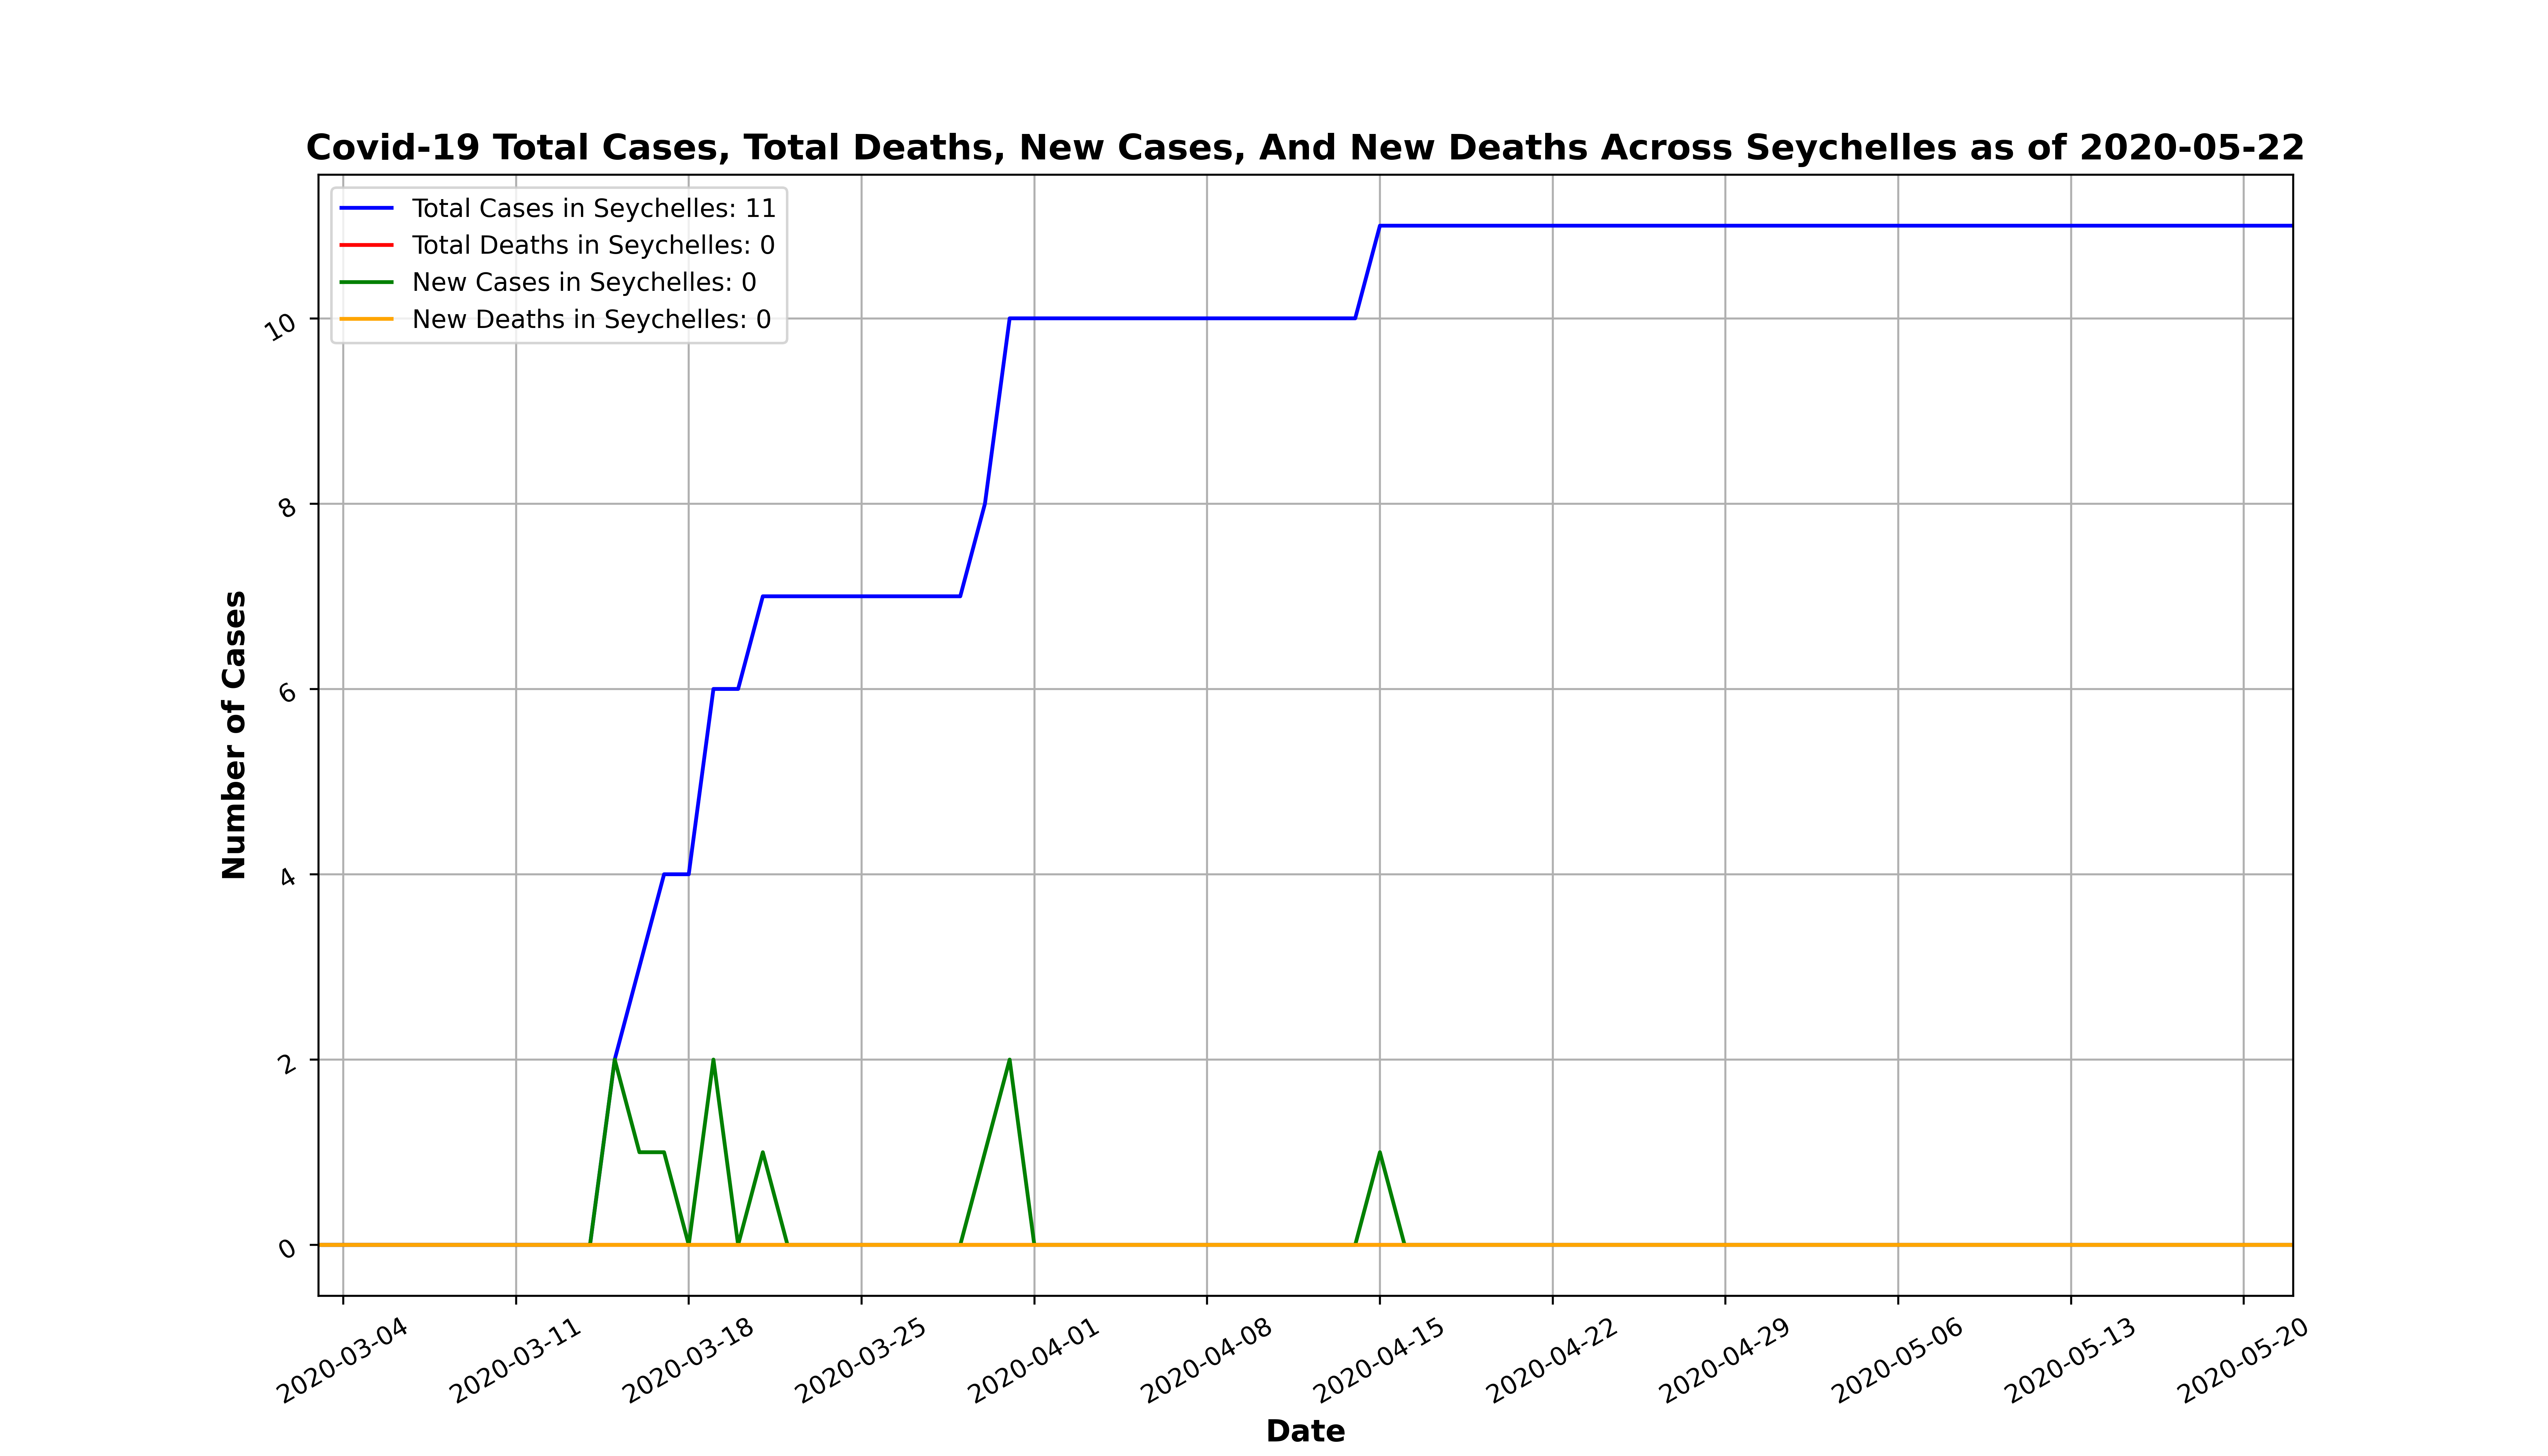 Covid-19 Total Cases, Total Deaths, New Cases, And New Deaths Across Seychelles as of 2020-05-22
Total Cases in Seychelles: 11
Total Deaths in Seychelles: 0
New Cases in Seychelles: 0
New Deaths in Seychelles: 0
Number of Cases
10
8
6
4
2
0
2020-03-04
2020-03-11
2020-03-18
2020-03-25
2020-04-01
2020-04-08
2020-04-15
2020-04-22
2020-04-29
2020-05-06
2020-05-13
2020-05-20
Date